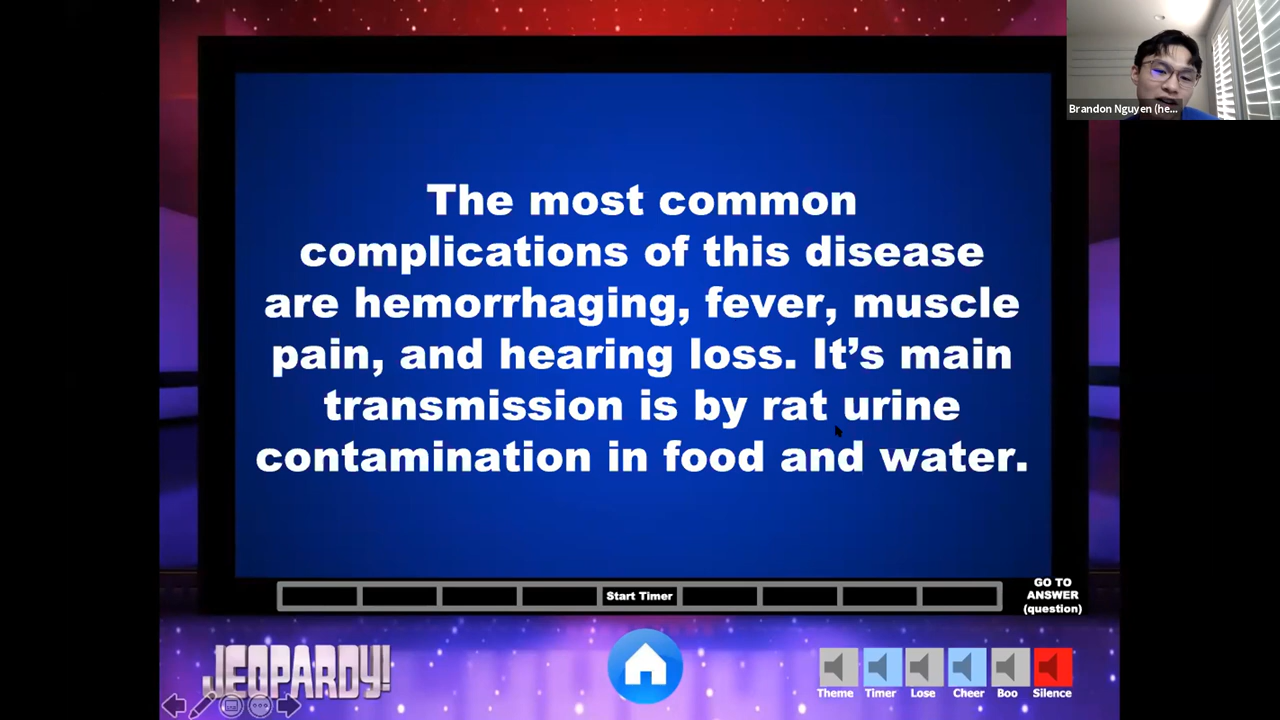 Brandon Nguyen (he...
The most common
complications of this disease
are hemorrhaging, fever, muscle
pain, and hearing loss. It’s main
transmission is by rat urine
contamination in food and water.
Start Timer
GO TO
ANSWER
(question)
JEOPARDY!
Theme
Timer
Lose
Cheer
Boo
Silence